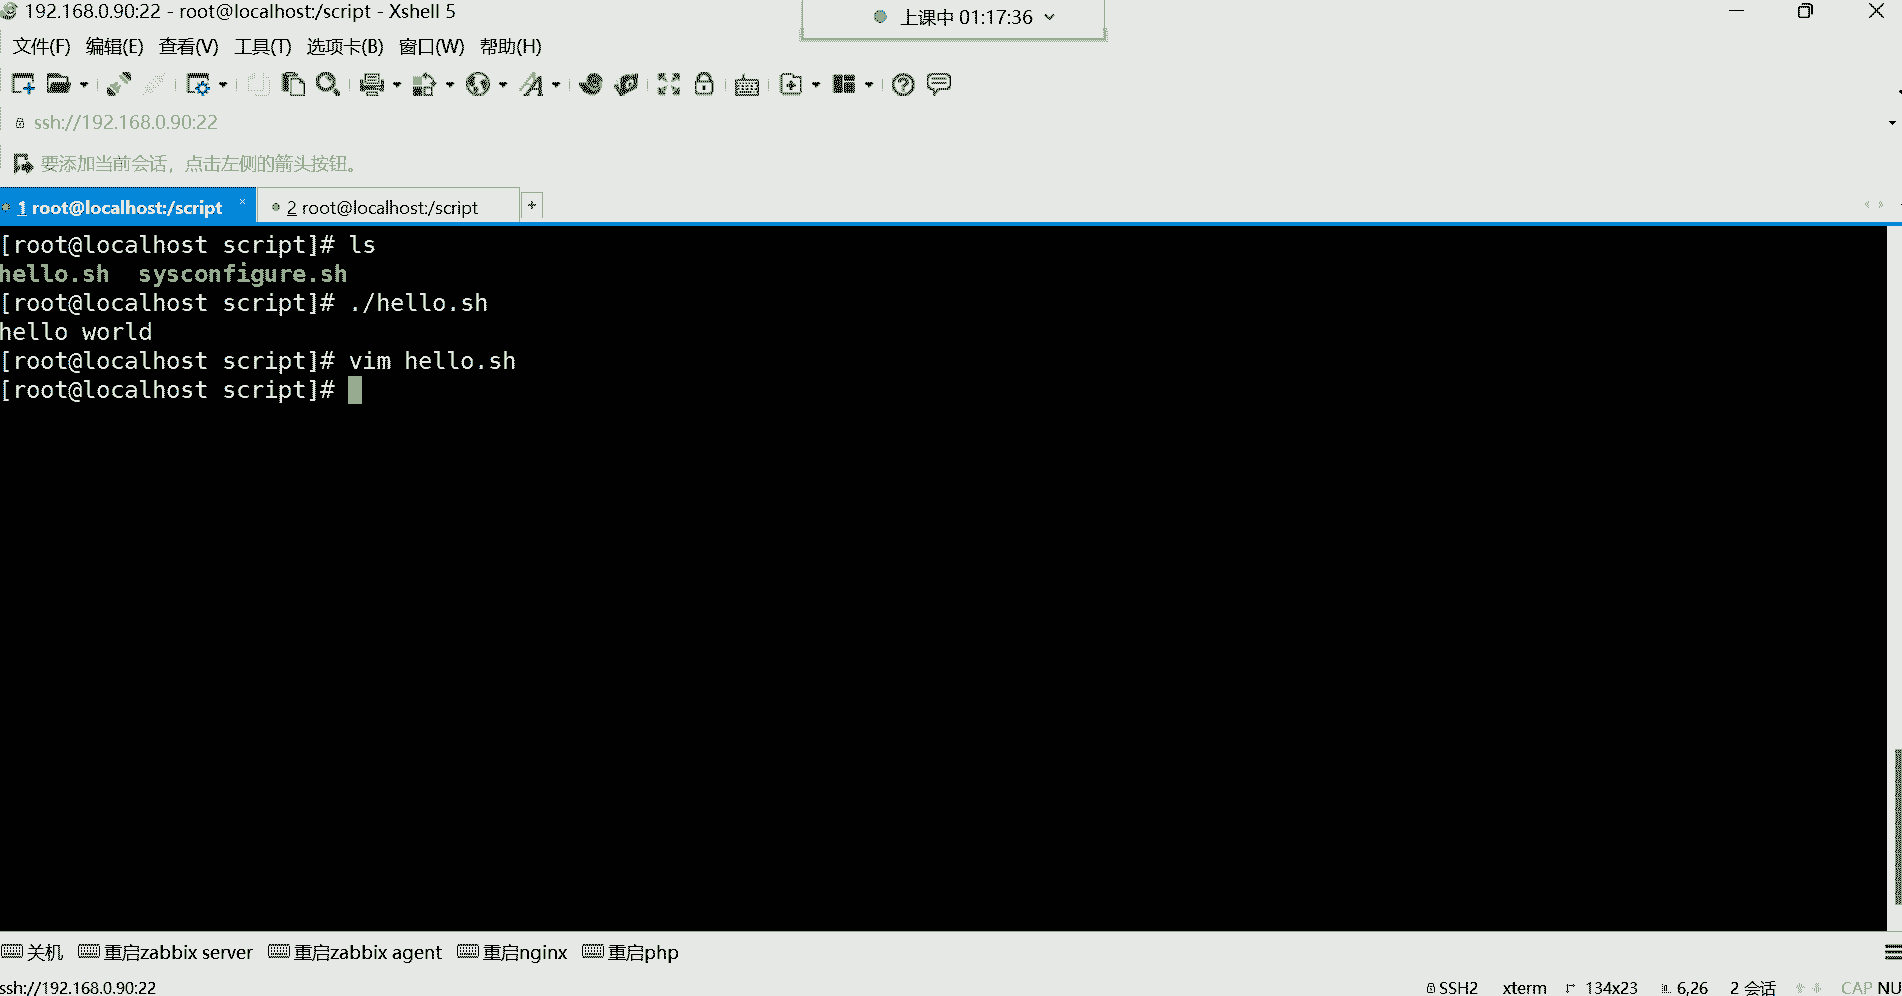 192.168.0.90:22 - root@localhost:/script - Xshell 5
上课中 01:17:36
文件(F) 编辑(E) 查看(V) 工具(T) 选项卡(B) 窗口(W) 帮助(H)
ssh://192.168.0.90:22
要添加当前会话，点击左侧的箭头按钮。
1 root@localhost:/script × 2 root@localhost:/script +
[root@localhost script]# ls
hello.sh  sysconfigure.sh
[root@localhost script]# ./hello.sh
hello world
[root@localhost script]# vim hello.sh
[root@localhost script]#
关机 重启zabbix server 重启zabbix agent 重启nginx 重启php
ssh://192.168.0.90:22 SSH2 xterm 134x23 6,26 2 会话 CAP NU